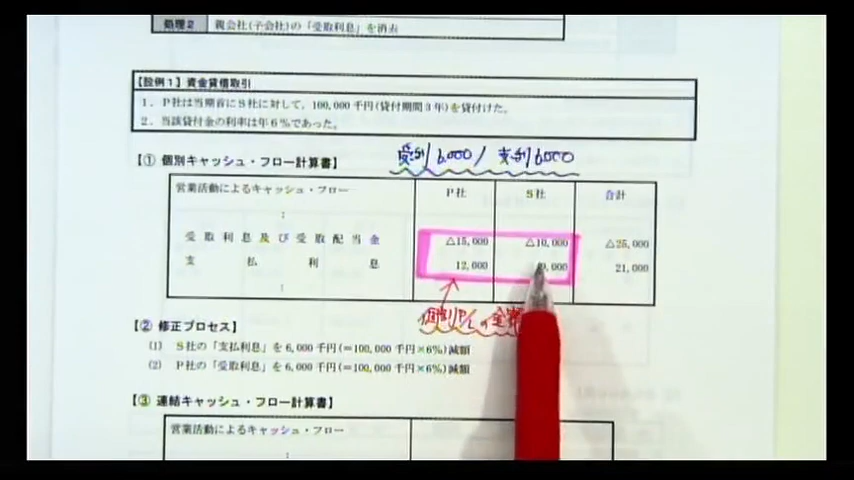 処理2 親会社(子会社)の「受取利息」を消去
【設例1】資金貸借取引
1. P社は当期首にS社に対して、100,000千円(貸付期間3年)を貸付けた。
2. 当該貸付金の利率は年6%であった。
【① 個別キャッシュ・フロー計算書】
受利 6,000 / 支利 6,000
営業活動によるキャッシュ・フロー P社 S社 合計
:
受取利息及び受取配当金 △15,000 △10,000 △25,000
支払利息 12,000 21,000
:
個別P/Lの金
【② 修正プロセス】
(1) S社の「支払利息」を6,000千円(=100,000千円×6%)減額
(2) P社の「受取利息」を6,000千円(=100,000千円×6%)減額
【③ 連結キャッシュ・フロー計算書】
営業活動によるキャッシュ・フロー
: